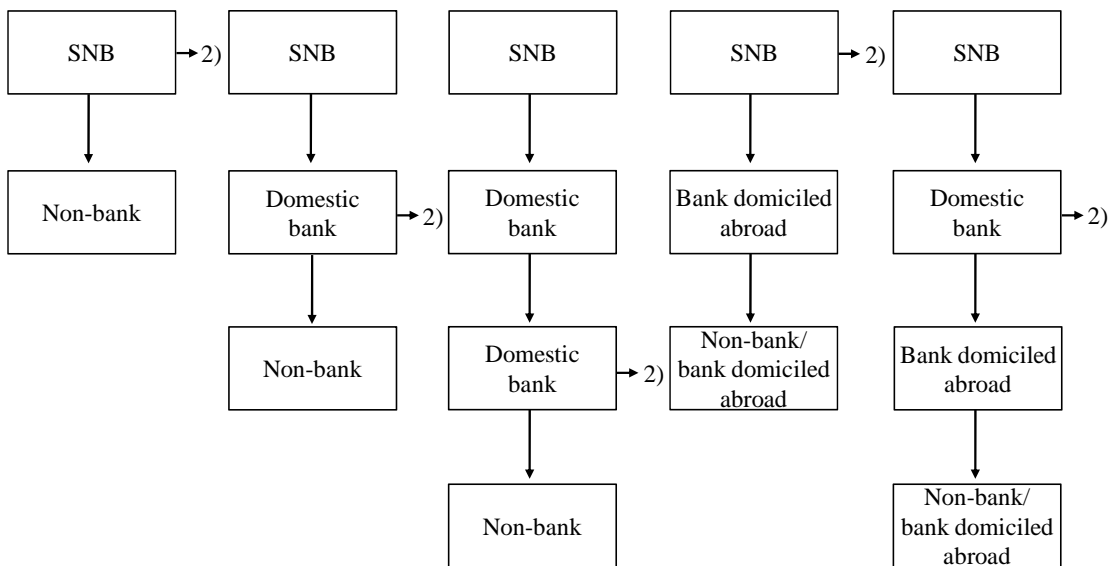 SNB
2)
SNB
SNB
SNB
2)
SNB
Non-bank
Domestic
bank
2)
Domestic
bank
Bank domiciled
abroad
Domestic
bank
2)
Non-bank
Domestic
bank
2)
Non-bank/
bank domiciled
abroad
Bank domiciled
abroad
Non-bank
Non-bank/
bank domiciled
abroad